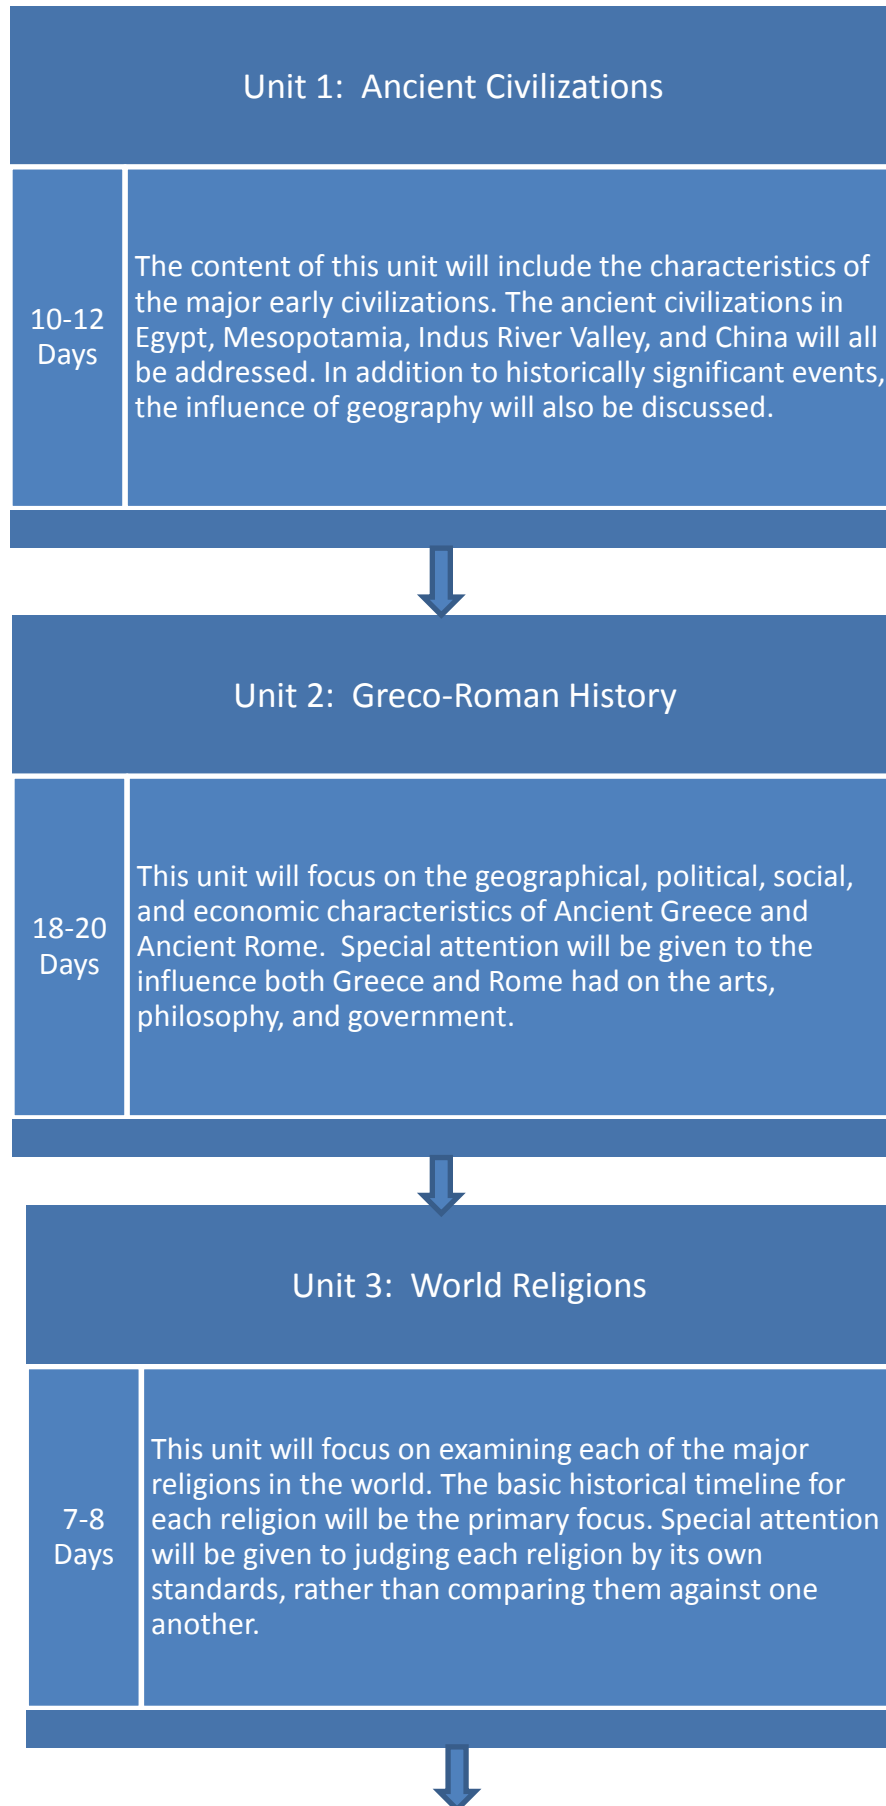 Unit 1:  Ancient Civilizations
10-12
Days
The content of this unit will include the characteristics of
the major early civilizations. The ancient civilizations in
Egypt, Mesopotamia, Indus River Valley, and China will all
be addressed. In addition to historically significant events,
the influence of geography will also be discussed.
Unit 2:  Greco-Roman History
18-20
Days
This unit will focus on the geographical, political, social,
and economic characteristics of Ancient Greece and
Ancient Rome.  Special attention will be given to the
influence both Greece and Rome had on the arts,
philosophy, and government.
Unit 3:  World Religions
7-8
Days
This unit will focus on examining each of the major
religions in the world. The basic historical timeline for
each religion will be the primary focus. Special attention
will be given to judging each religion by its own
standards, rather than comparing them against one
another.